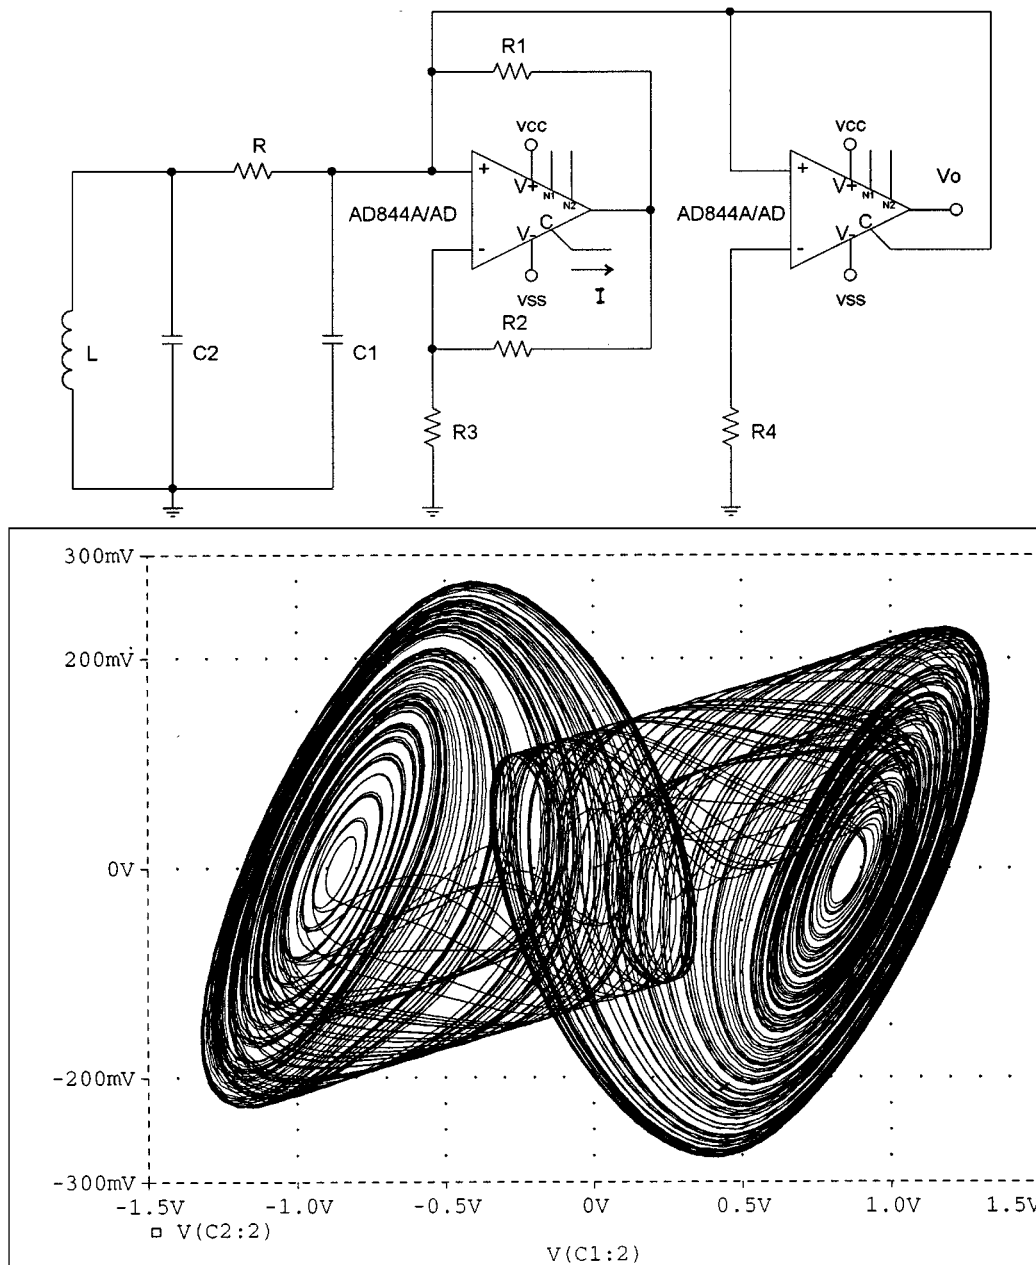 R1
R
VCC
VCC
+
V+
N1
N2
+
V+
N1
N2
Vo
AD844A/AD
C
AD844A/AD
C
-
V-
-
V-
I
VSS
VSS
R2
L
C2
C1
R3
R4
300mV
200mV
0V
-200mV
-300mV
-1.5V
-1.0V
-0.5V
0V
0.5V
1.0V
1.5V
V(C2:2)
V(C1:2)